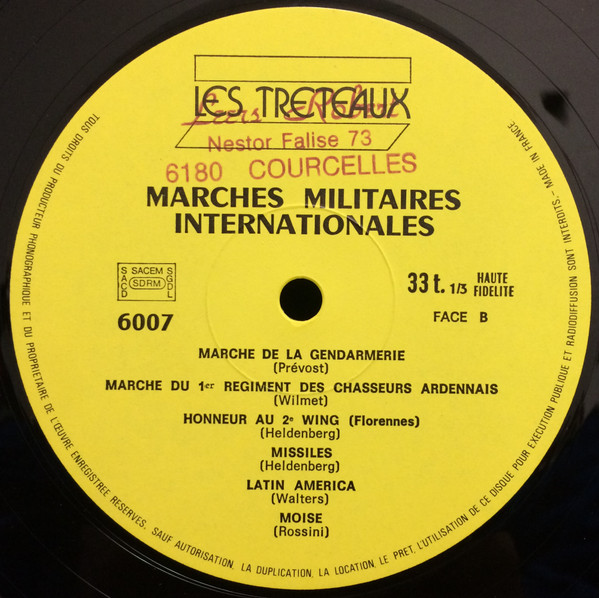 LES TRETEAUX
Leers Robert
Nestor Falise 73
6180 COURCELLES
MARCHES MILITAIRES
INTERNATIONALES
SACD
SACEM
SDRM
SGDL
6007
33 t. 1/3 HAUTE FIDELITE
FACE B
MARCHE DE LA GENDARMERIE
(Prévost)
MARCHE DU 1er REGIMENT DES CHASSEURS ARDENNAIS
(Wilmet)
HONNEUR AU 2e WING (Florennes)
(Heldenberg)
MISSILES
(Heldenberg)
LATIN AMERICA
(Walters)
MOISE
(Rossini)
TOUS DROITS DU PRODUCTEUR PHONOGRAPHIQUE ET DU PROPRIETAIRE DE L'ŒUVRE ENREGISTREE RESERVES. SAUF AUTORISATION, LA DUPLICATION, LA LOCATION, LE PRET, L'UTILISATION DE CE DISQUE POUR EXECUTION PUBLIQUE ET RADIODIFFUSION SONT INTERDITS - MADE IN FRANCE